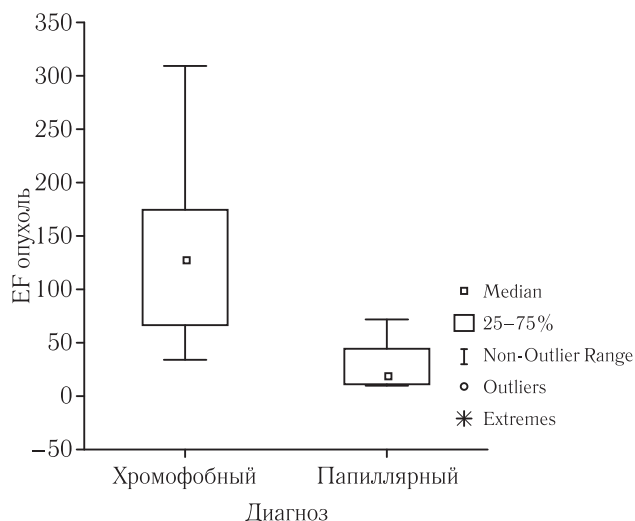 350
300
250
200
150
100
50
0
–50
EF опухоль
Хромофобный
Папиллярный
Диагноз
Median
25–75%
Non-Outlier Range
Outliers
Extremes